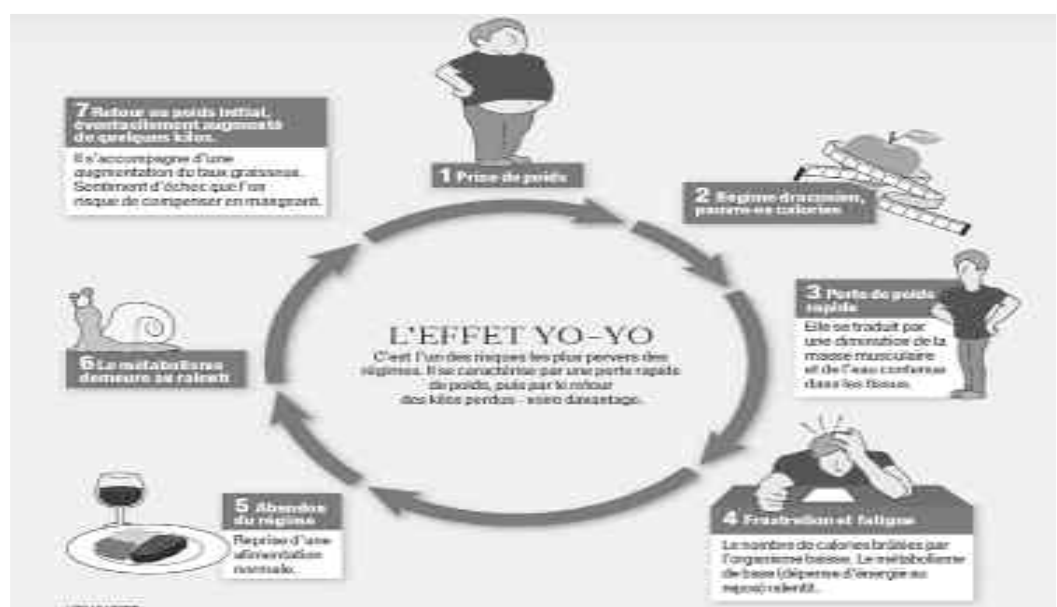 L'EFFET YO-YO
C'est l'un des risques les plus pervers des
régimes. Il se caractérise par une perte rapide
de poids, puis par le retour
des kilos perdus - voire davantage.
1 Prise de poids
2 Régime draconien,
pauvre en calories
3 Perte de poids
rapide
Elle se traduit par
une diminution de la
masse musculaire
et de l'eau contenue
dans les tissus.
4 Frustration et fatigue
Le nombre de calories brûlées par
l'organisme baisse. Le métabolisme
de base (dépense d'énergie au
repos) ralentit.
5 Abandon
du régime
Reprise d'une
alimentation
normale.
6 Le métabolisme
demeure au ralenti
7 Retour au poids initial,
éventuellement augmenté
de quelques kilos.
Il s'accompagne d'une
augmentation du taux graisseux.
Sentiment d'échec que l'on
risque de compenser en mangeant.